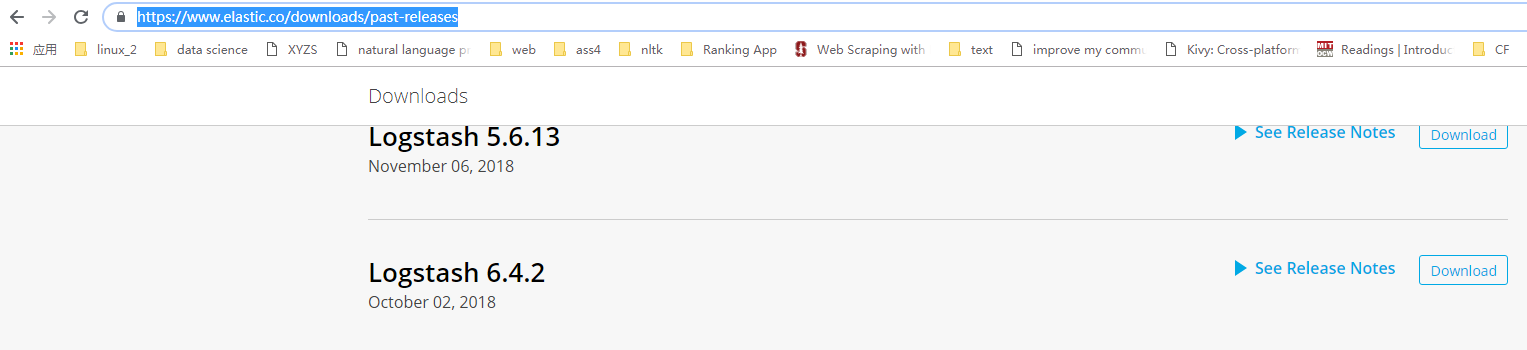 https://www.elastic.co/downloads/past-releases
应用 linux_2 data science XYZS natural language pr web ass4 nltk Ranking App Web Scraping with text improve my commu Kivy: Cross-platform Readings | Introduc CF
Downloads
Logstash 5.6.13 See Release Notes Download
November 06, 2018
Logstash 6.4.2 See Release Notes Download
October 02, 2018